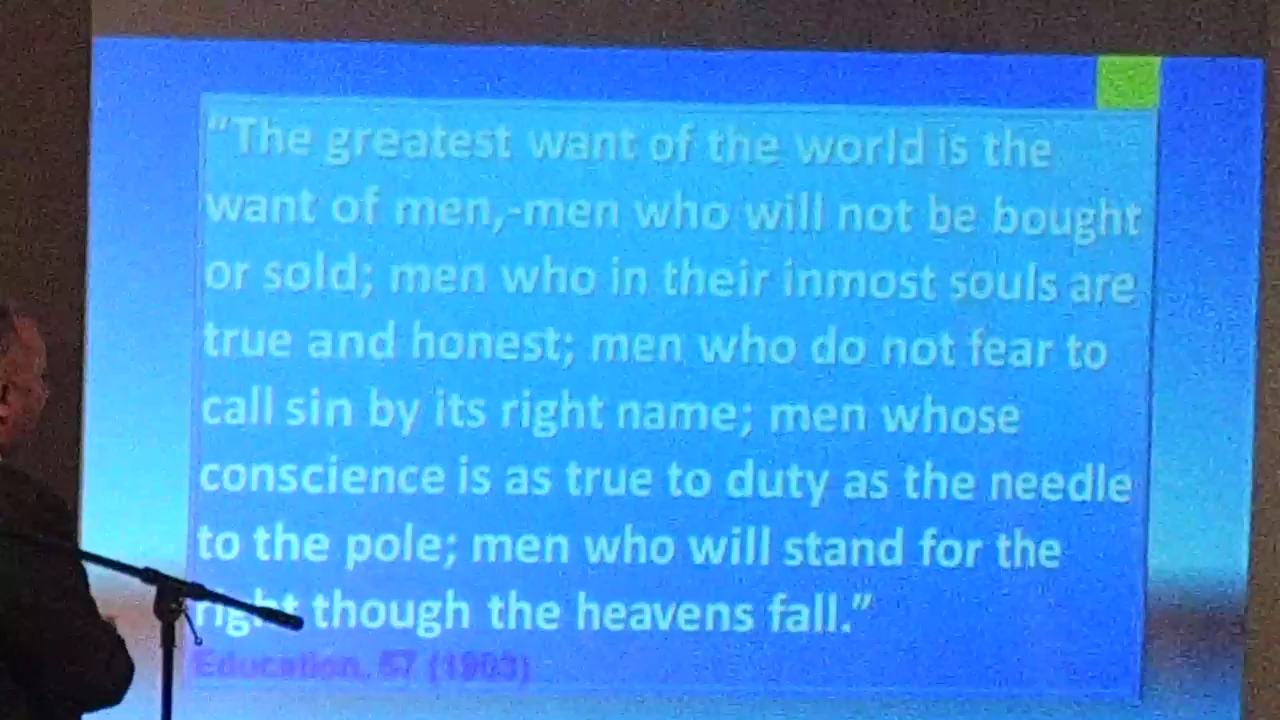 “The greatest want of the world is the
want of men,-men who will not be bought
or sold; men who in their inmost souls are
true and honest; men who do not fear to
call sin by its right name; men whose
conscience is as true to duty as the needle
to the pole; men who will stand for the
right though the heavens fall.”
Education, 57 (1903)